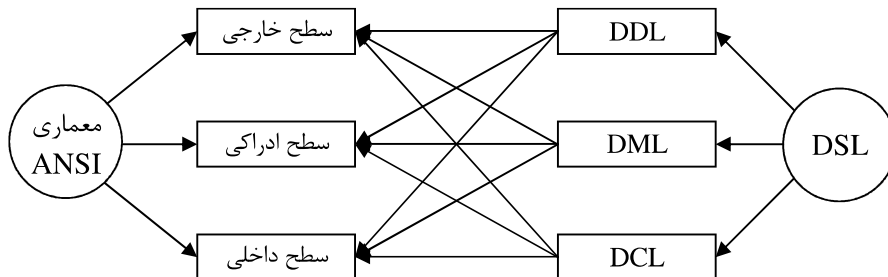 سطح خارجی
DDL
معماری
ANSI
سطح ادراکی
DML
DSL
سطح داخلی
DCL